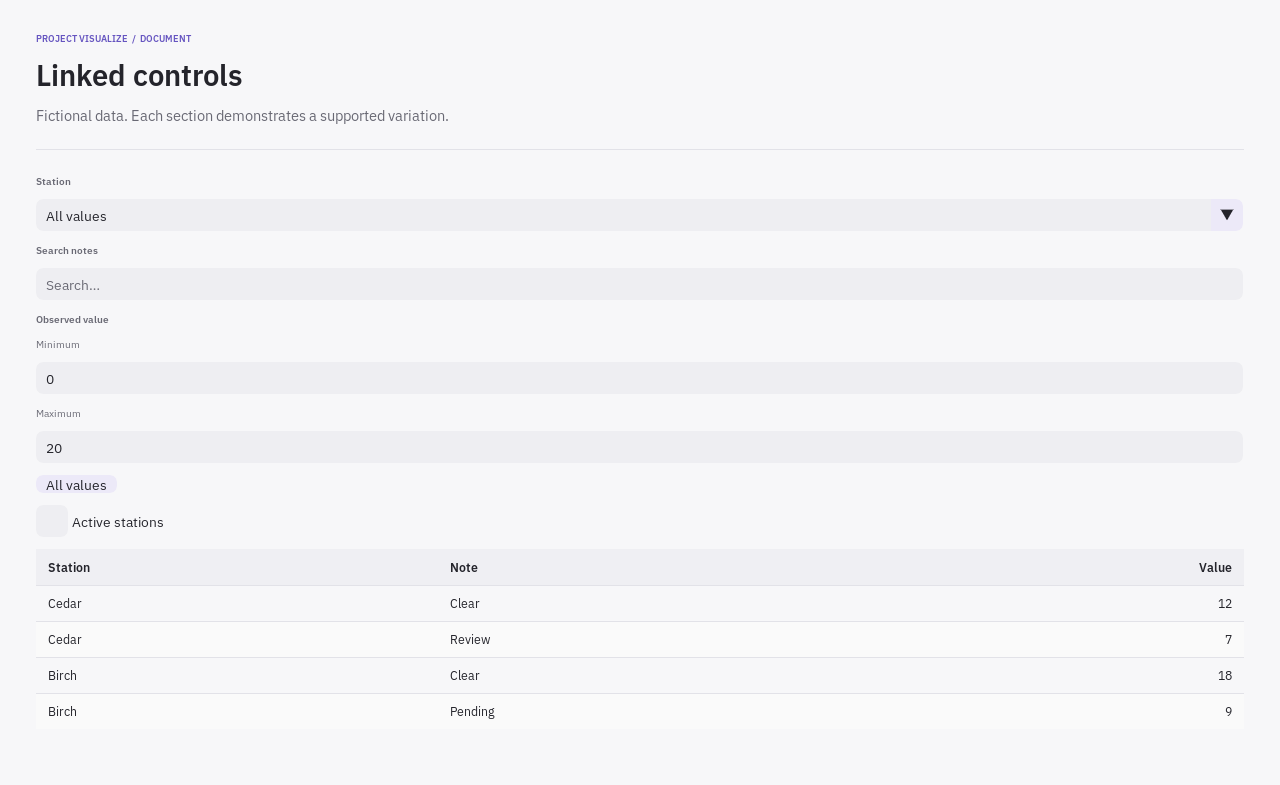 PROJECT VISUALIZE / DOCUMENT
Linked controls
Fictional data. Each section demonstrates a supported variation.
Station
All values
Search notes
Search...
Observed value
Minimum
0
Maximum
20
All values
Active stations
Station Note Value
Cedar Clear 12
Cedar Review 7
Birch Clear 18
Birch Pending 9